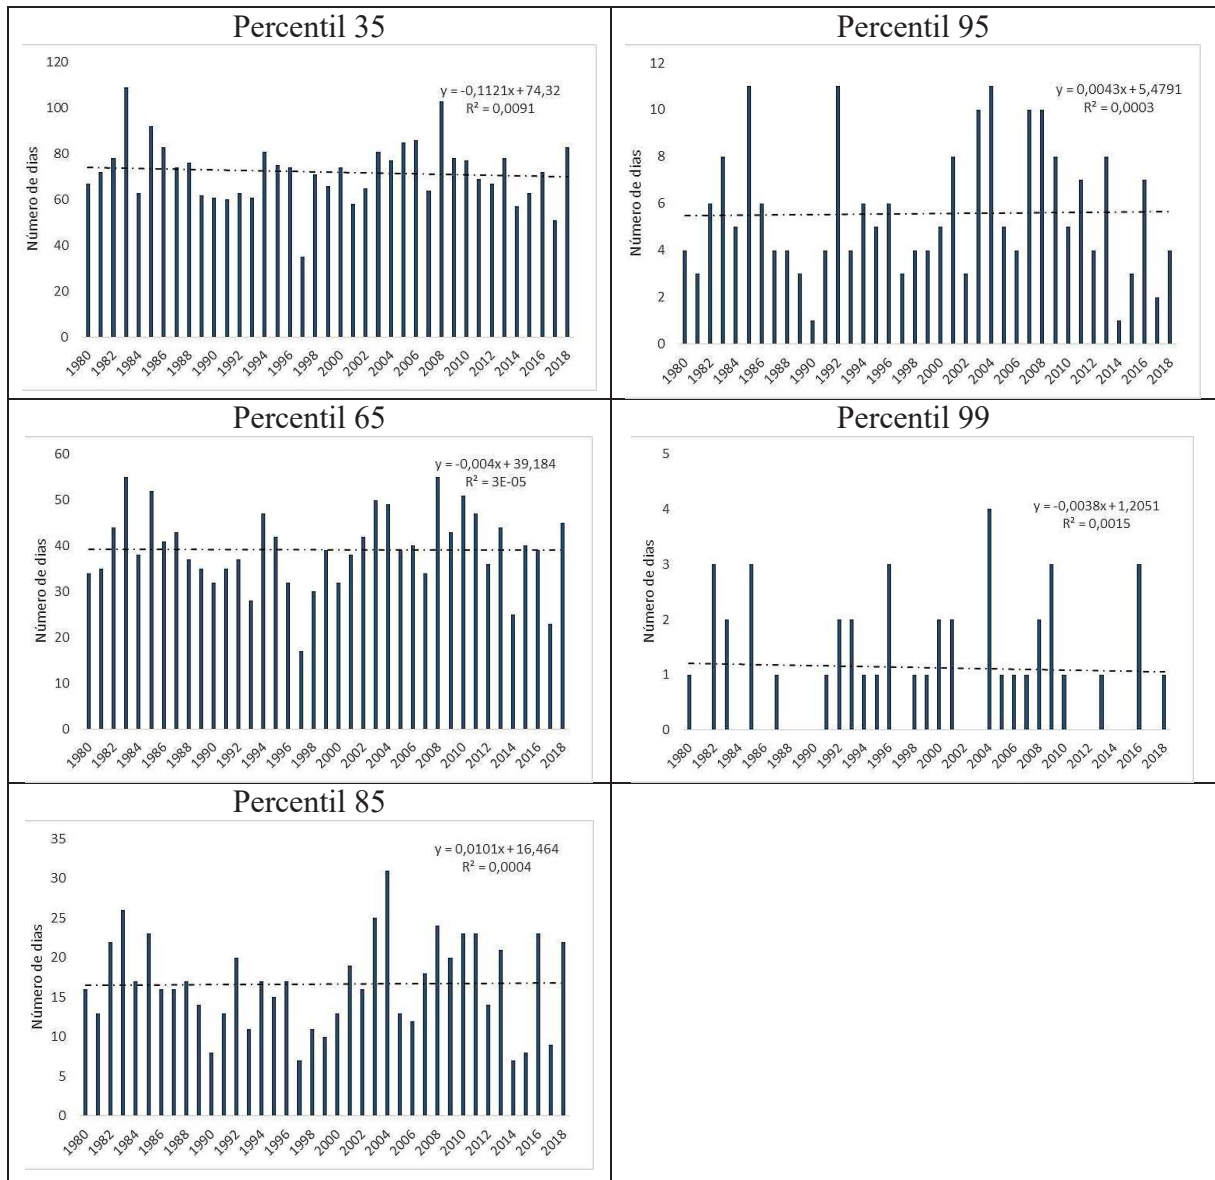 Percentil 35
120
100
80
60
40
20
0
Número de dias
y = -0,1121x + 74,32
R² = 0,0091
1980 1982 1984 1986 1988 1990 1992 1994 1996 1998 2000 2002 2004 2006 2008 2010 2012 2014 2016 2018
Percentil 95
12
10
8
6
4
2
0
Número de dias
y = 0,0043x + 5,4791
R² = 0,0003
1980 1982 1984 1986 1988 1990 1992 1994 1996 1998 2000 2002 2004 2006 2008 2010 2012 2014 2016 2018
Percentil 65
60
50
40
30
20
10
0
Número de dias
y = -0,004x + 39,184
R² = 3E-05
1980 1982 1984 1986 1988 1990 1992 1994 1996 1998 2000 2002 2004 2006 2008 2010 2012 2014 2016 2018
Percentil 99
5
4
3
2
1
0
Número de dias
y = -0,0038x + 1,2051
R² = 0,0015
1980 1982 1984 1986 1988 1990 1992 1994 1996 1998 2000 2002 2004 2006 2008 2010 2012 2014 2016 2018
Percentil 85
35
30
25
20
15
10
5
0
Número de dias
y = 0,0101x + 16,464
R² = 0,0004
1980 1982 1984 1986 1988 1990 1992 1994 1996 1998 2000 2002 2004 2006 2008 2010 2012 2014 2016 2018